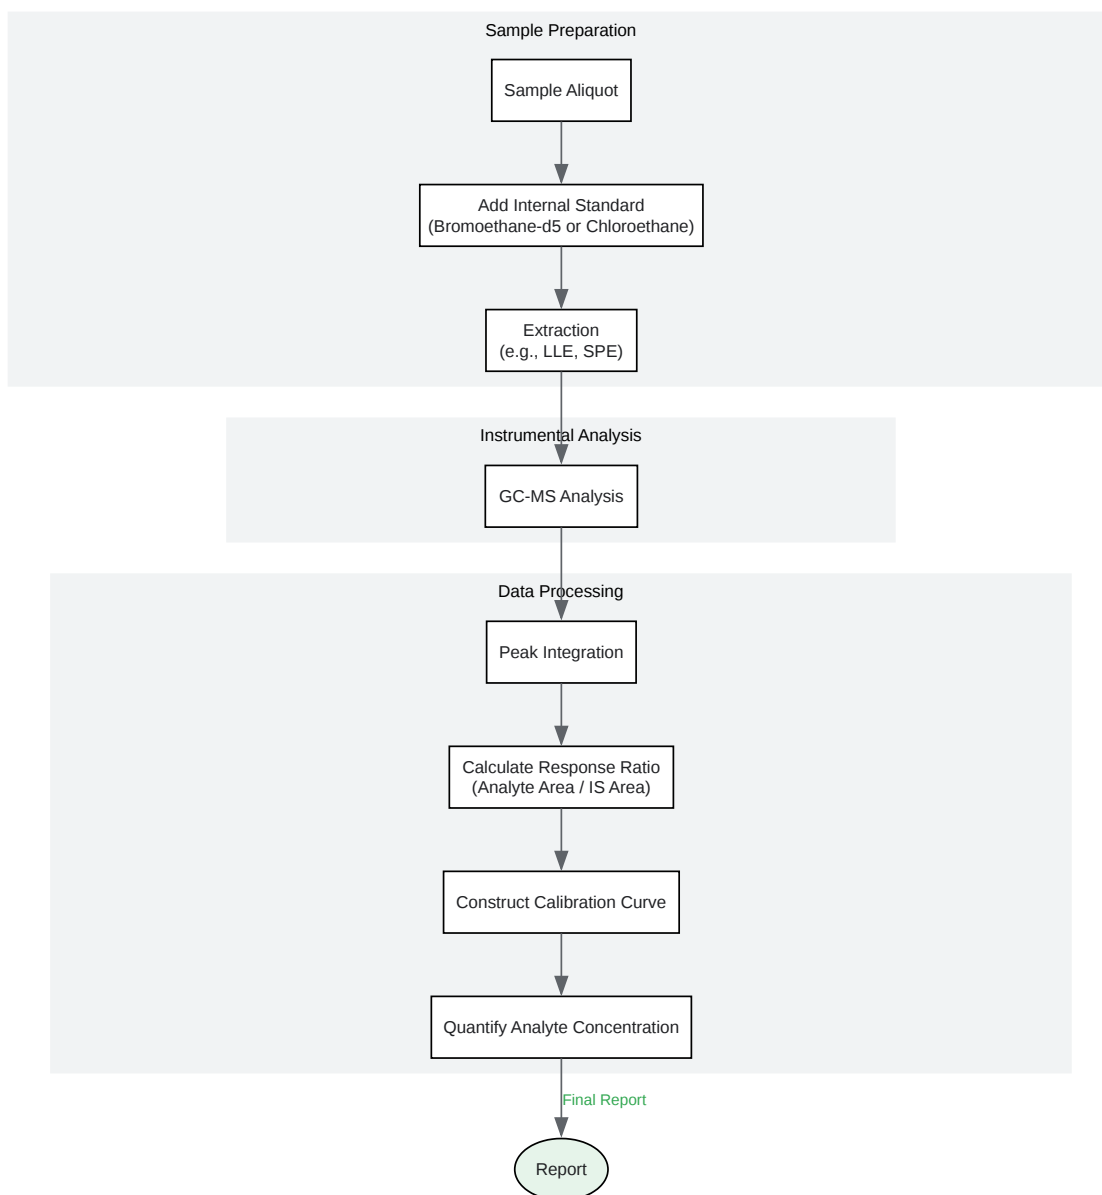 Sample Preparation
Sample Aliquot
Add Internal Standard
(Bromoethane-d5 or Chloroethane)
Extraction
(e.g., LLE, SPE)
Instrumental Analysis
GC-MS Analysis
Data Processing
Peak Integration
Calculate Response Ratio
(Analyte Area / IS Area)
Construct Calibration Curve
Quantify Analyte Concentration
Final Report
Report